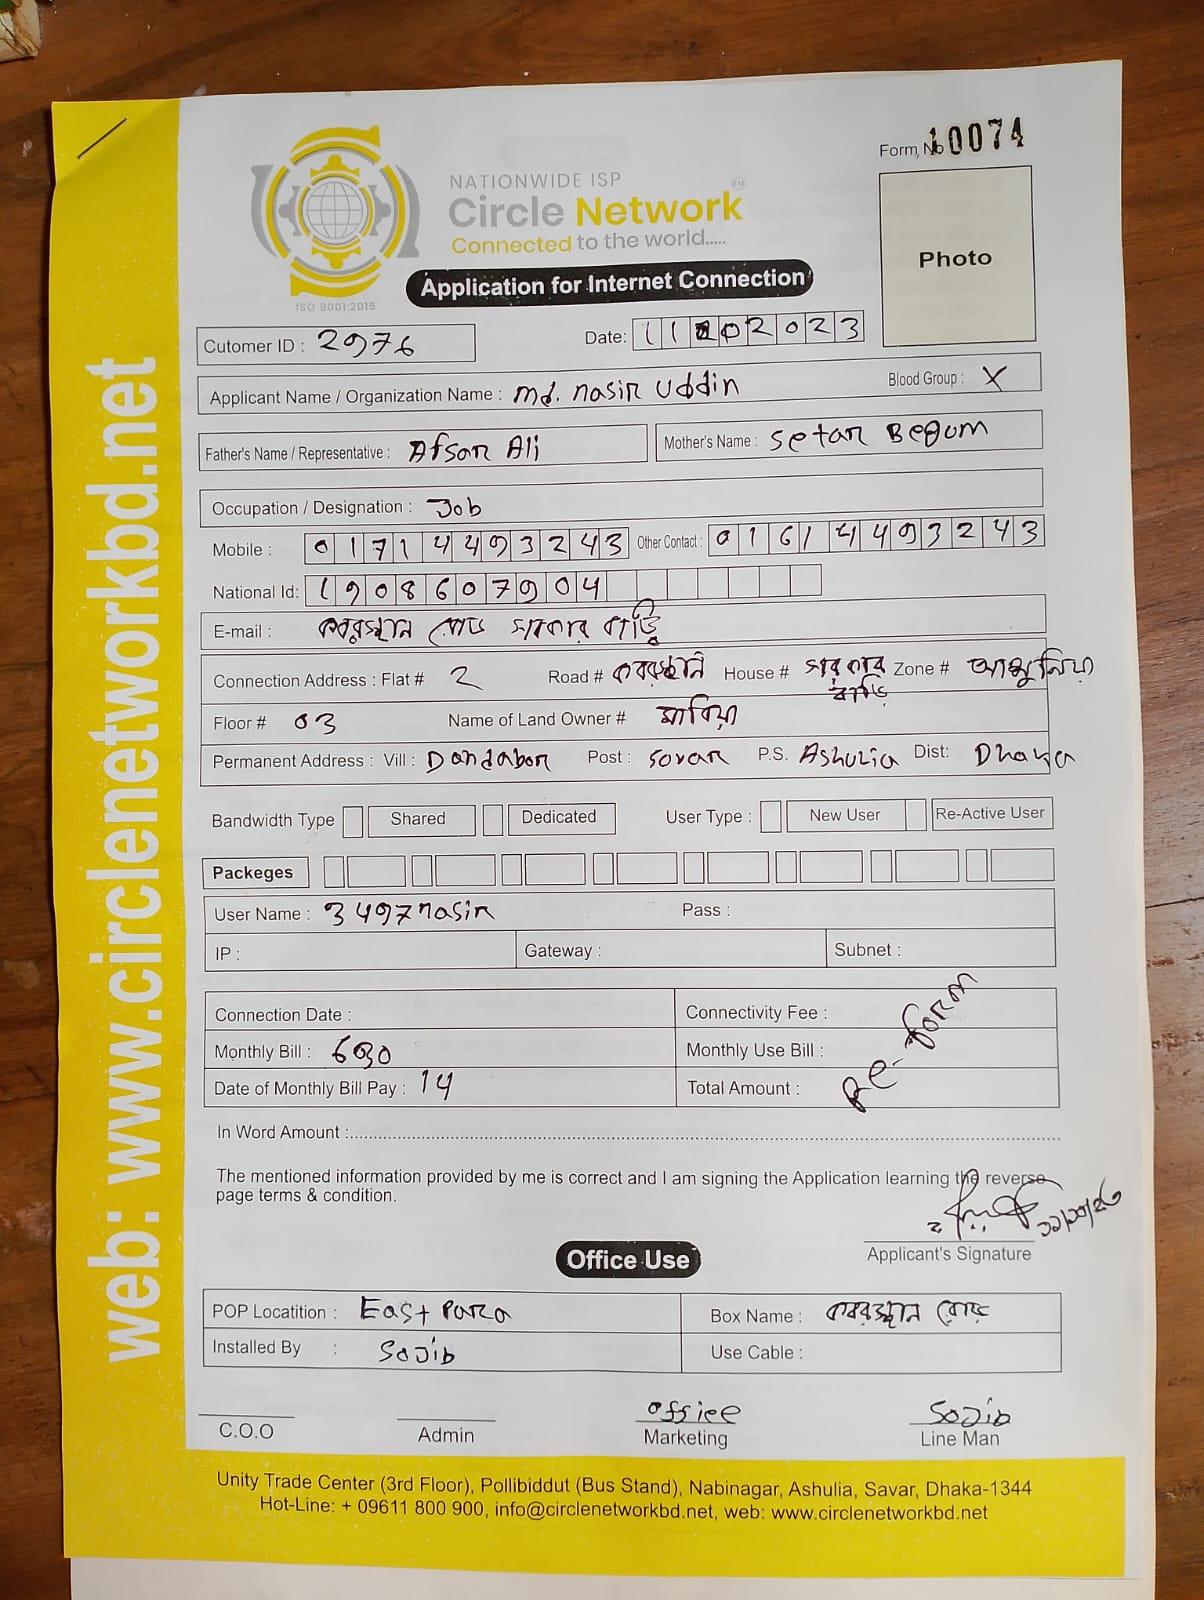 Form, No 10074
NATIONWIDE ISP
Circle Network TM
Connected to the world.....
ISO 9001:2015
Photo
Application for Internet Connection
Cutomer ID : 2976
Date: 11 10 2023
Applicant Name / Organization Name : Md. Nasir Uddin Blood Group : X
Father's Name / Representative : Afsar Ali Mother's Name : Setar Begum
Occupation / Designation : Job
Mobile : 01714493243 Other Contact : 01614493243
National Id: 1908607904
E-mail : কবরস্থান রোড সরকার বাড়ি
Connection Address : Flat # 2 Road # কবরস্থান House # সরকার বাড়ি Zone # আশুলিয়া
Floor # 03 Name of Land Owner #
Permanent Address : Vill : Dandabor Post : Savar P.S. Ashulia Dist: Dhaka
Bandwidth Type Shared Dedicated User Type : New User Re-Active User
Packeges
User Name : 3497nasir Pass :
IP : Gateway : Subnet :
Connection Date : Connectivity Fee :
Monthly Bill : 630 Monthly Use Bill :
Date of Monthly Bill Pay : 14 Total Amount :
Re-form
In Word Amount :
The mentioned information provided by me is correct and I am signing the Application learning the reverse
page terms & condition.
Applicant's Signature
Office Use
POP Locatition : East Para Box Name : কবরস্থান রোড
Installed By : Sojib Use Cable :
C.O.O Admin Office Marketing Sojib Line Man
Unity Trade Center (3rd Floor), Pollibiddut (Bus Stand), Nabinagar, Ashulia, Savar, Dhaka-1344
Hot-Line: + 09611 800 900, info@circlenetworkbd.net, web: www.circlenetworkbd.net
web: www.circlenetworkbd.net